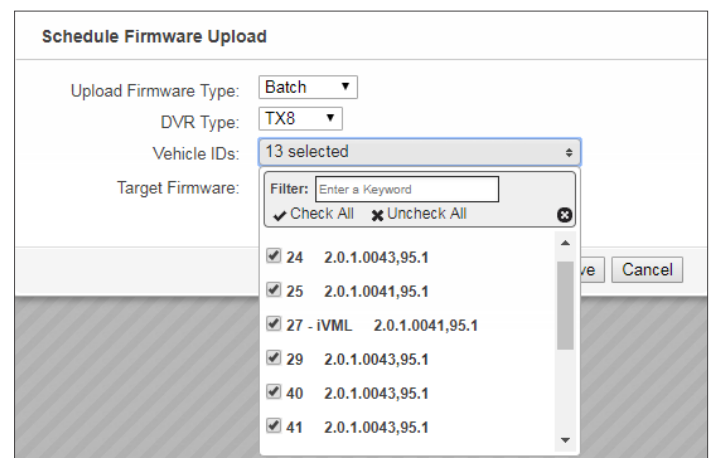 Schedule Firmware Upload
Upload Firmware Type: Batch
DVR Type: TX8
Vehicle IDs: 13 selected
Target Firmware:
Filter: Enter a Keyword
Check All Uncheck All
24 2.0.1.0043,95.1
ve Cancel
25 2.0.1.0041,95.1
27 - iVML 2.0.1.0041,95.1
29 2.0.1.0043,95.1
40 2.0.1.0043,95.1
41 2.0.1.0043,95.1